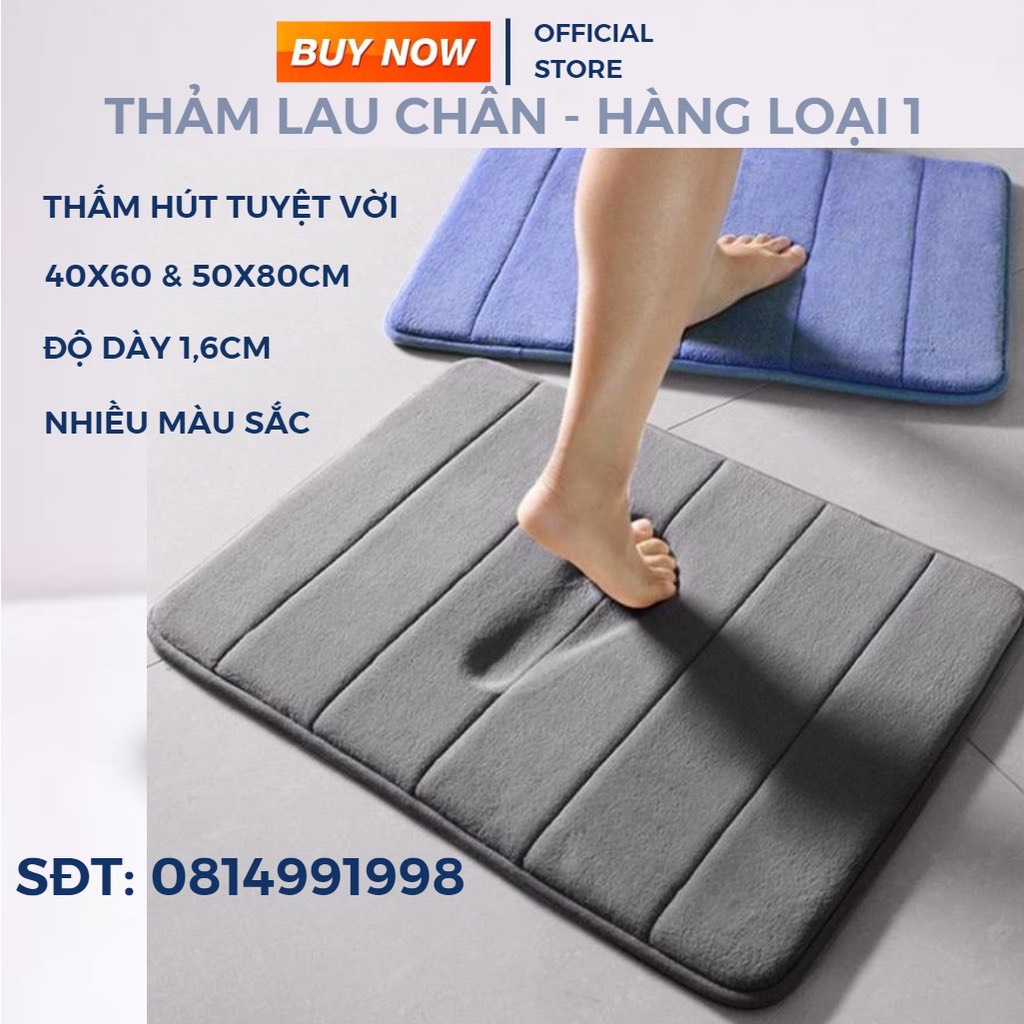 BUY NOW
OFFICIAL
STORE
THẢM LAU CHÂN - HÀNG LOẠI 1
THẤM HÚT TUYỆT VỜI
40X60 & 50X80CM
ĐỘ DÀY 1,6CM
NHIỀU MÀU SẮC
SĐT: 0814991998